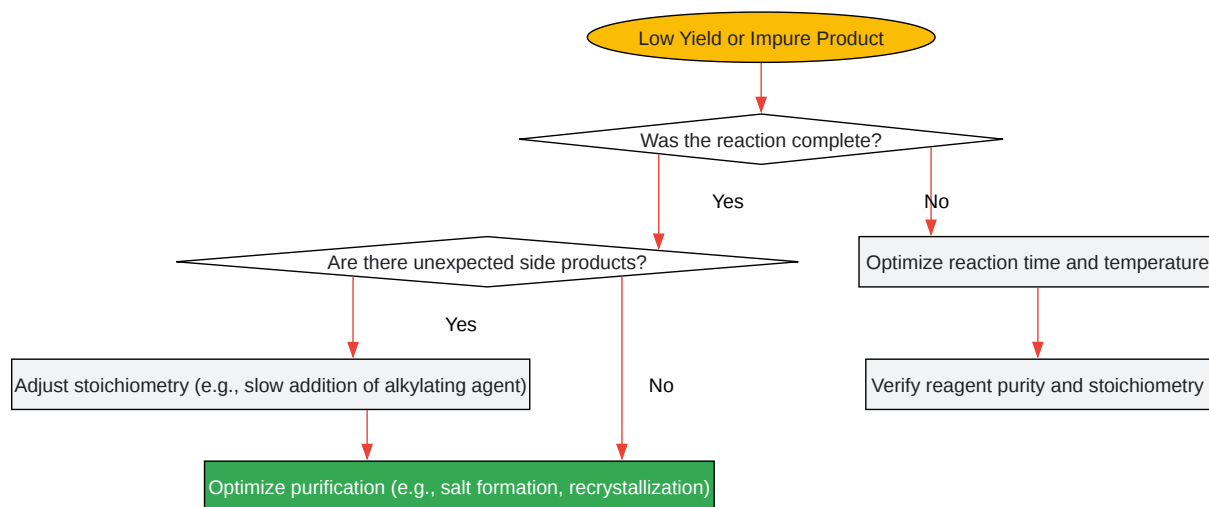 Low Yield or Impure Product
Was the reaction complete?
Yes
No
Are there unexpected side products?
Optimize reaction time and temperature
Yes
Adjust stoichiometry (e.g., slow addition of alkylating agent)
No
Verify reagent purity and stoichiometry
Optimize purification (e.g., salt formation, recrystallization)